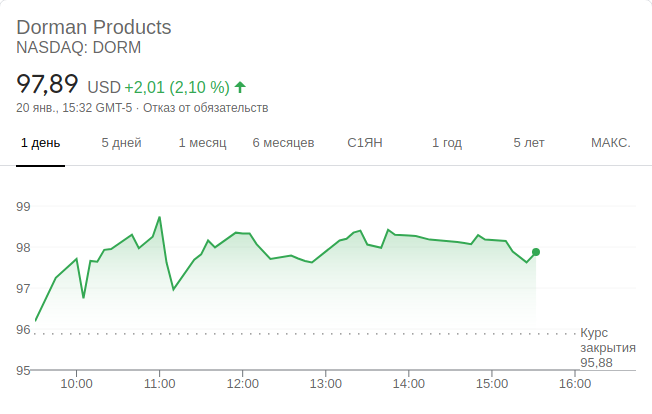 Dorman Products
NASDAQ: DORM
97,89 USD +2,01 (2,10 %)
20 янв., 15:32 GMT-5 · Отказ от обязательств
1 день 5 дней 1 месяц 6 месяцев С1ЯН 1 год 5 лет МАКС.
99
98
97
96
Курс
закрытия
95,88
95
10:00 11:00 12:00 13:00 14:00 15:00 16:00